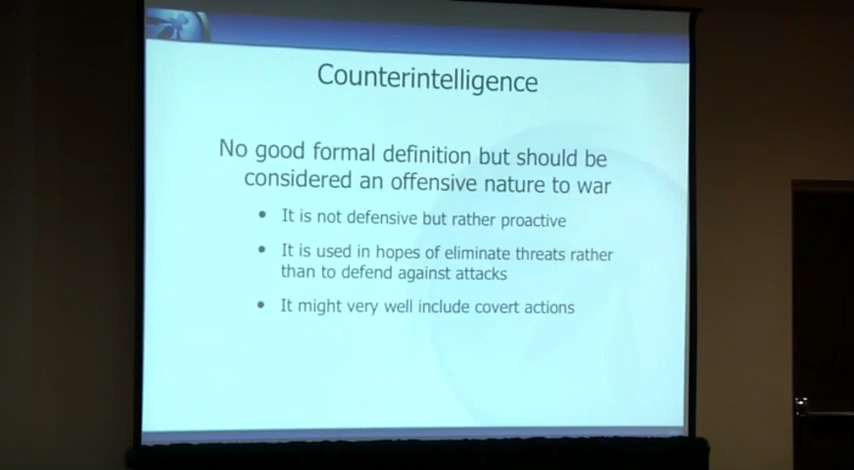 Counterintelligence
No good formal definition but should be
considered an offensive nature to war
• It is not defensive but rather proactive
• It is used in hopes of eliminate threats rather
than to defend against attacks
• It might very well include covert actions